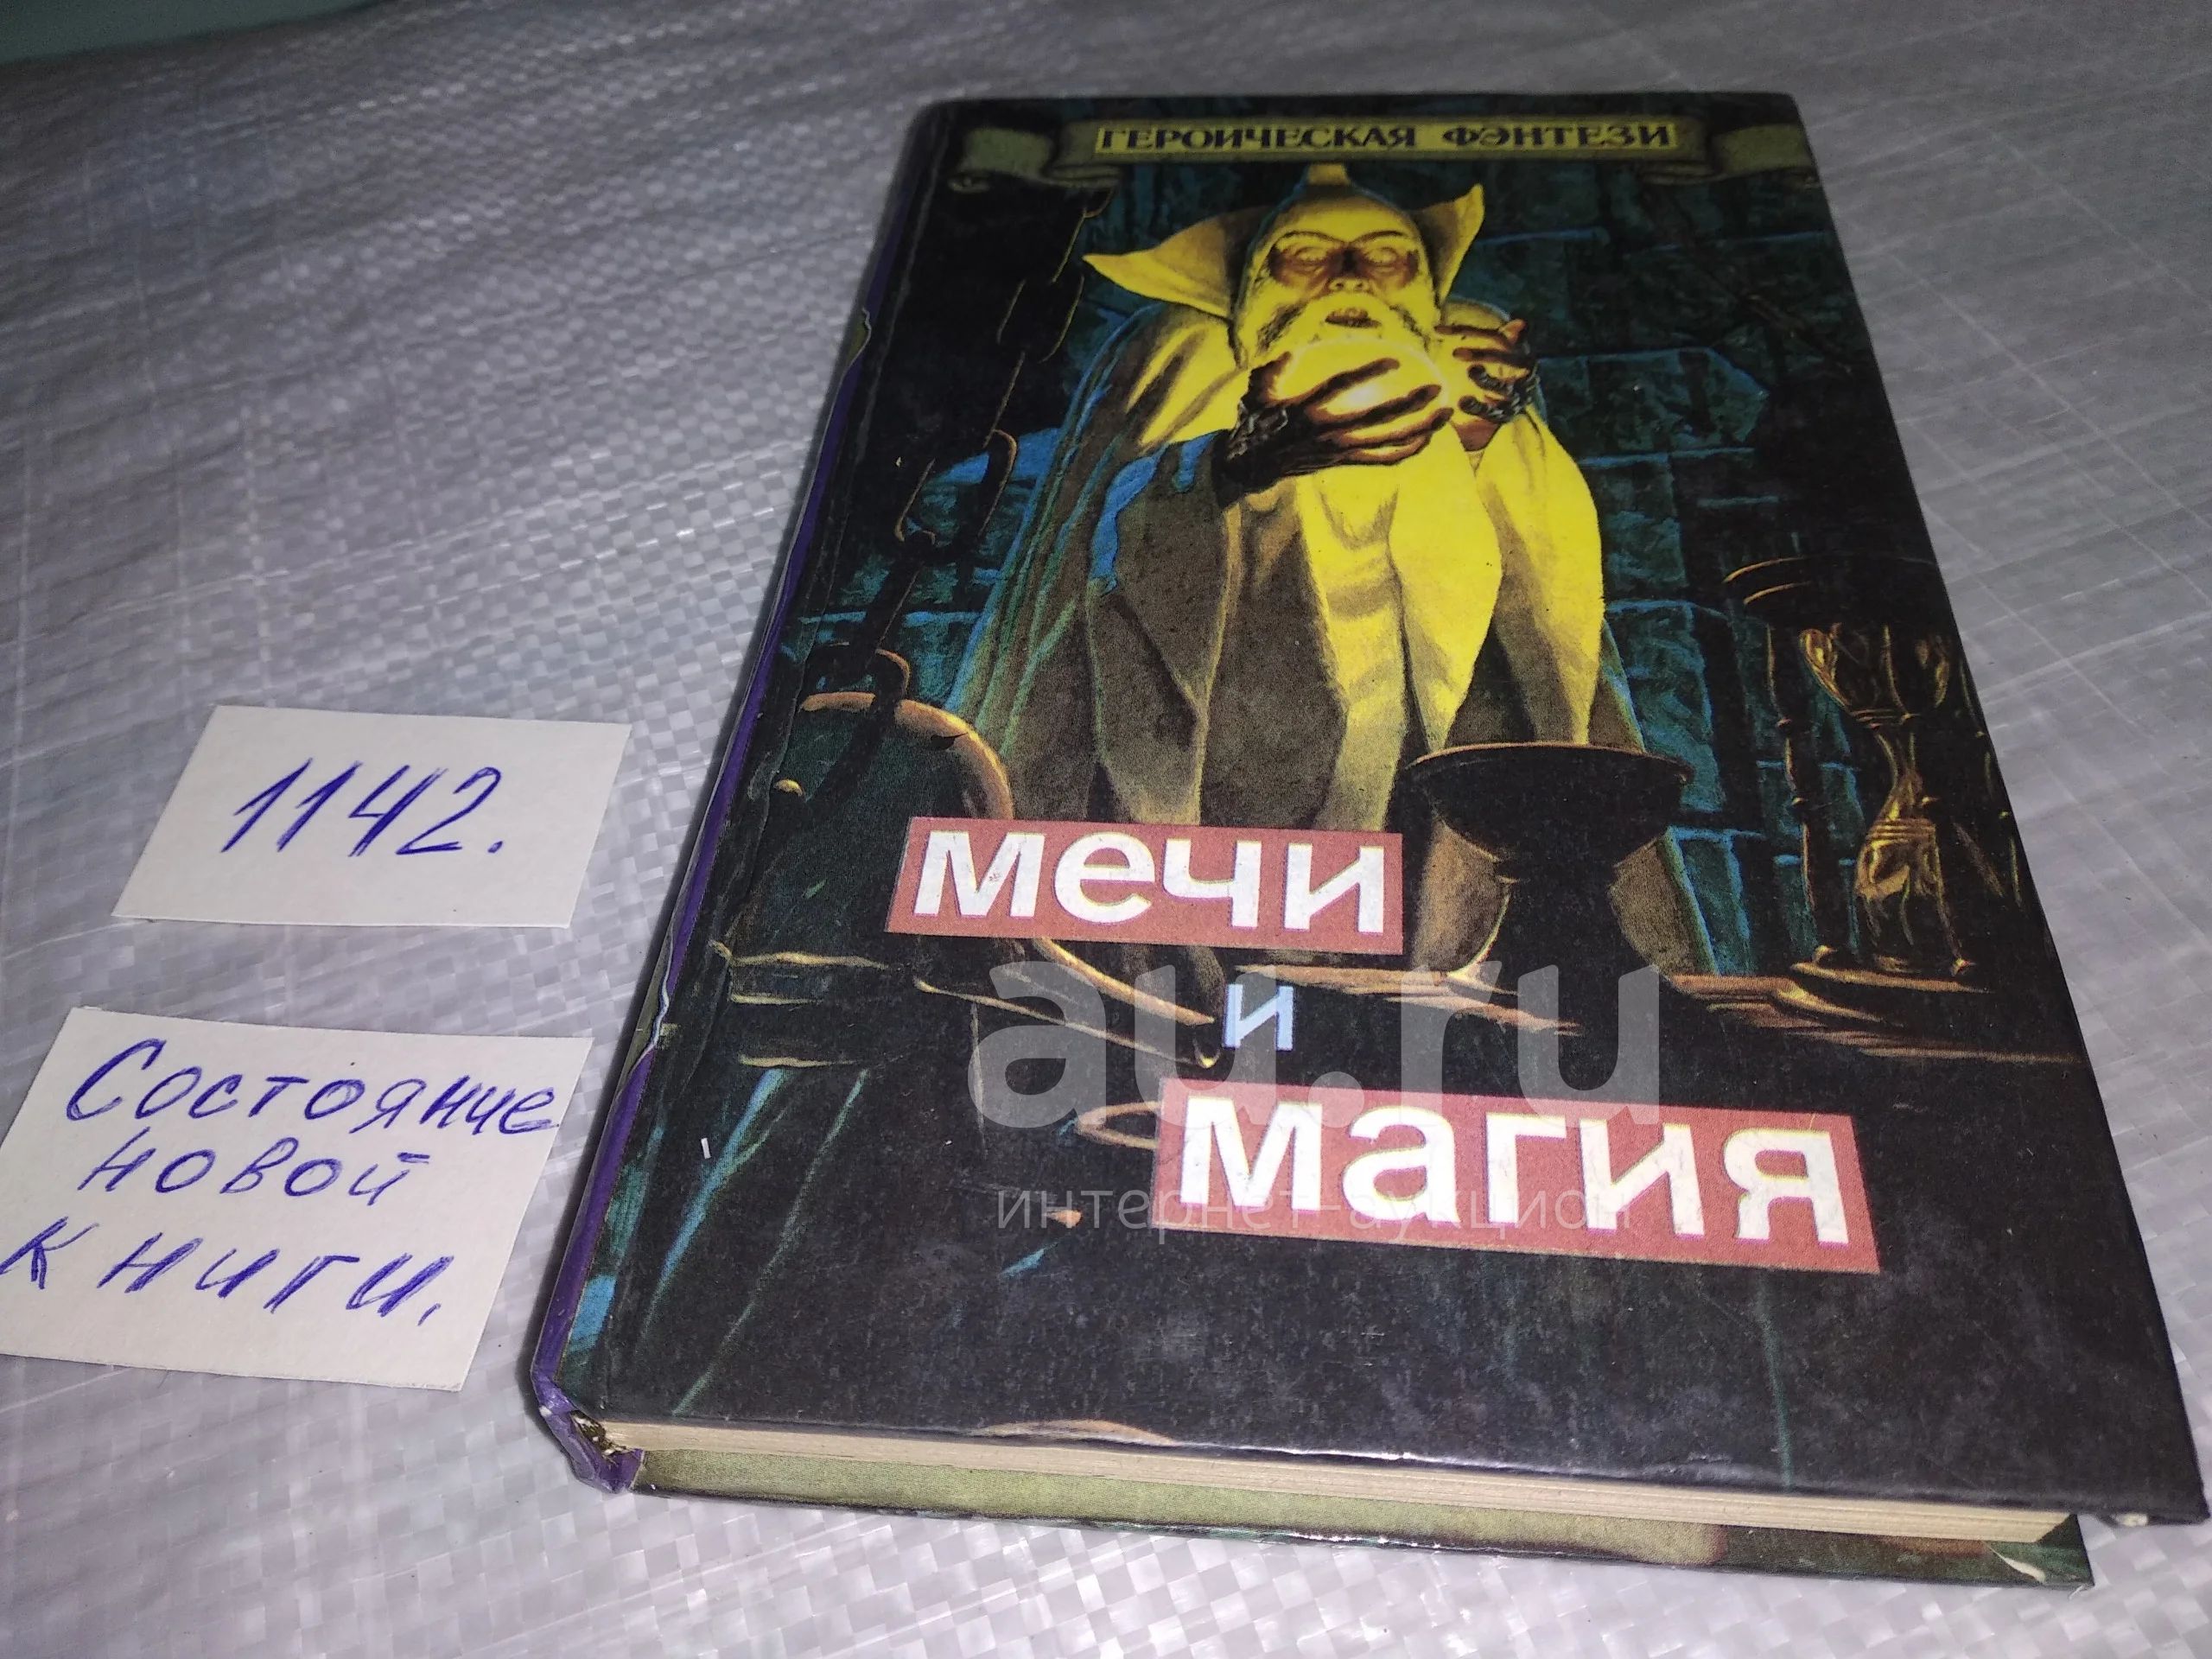 ГЕРОИЧЕСКАЯ ФЭНТЕЗИ
мечи
и
магия
au.ru
интернет-аукцион
1142.
Состояние
новой
книги.